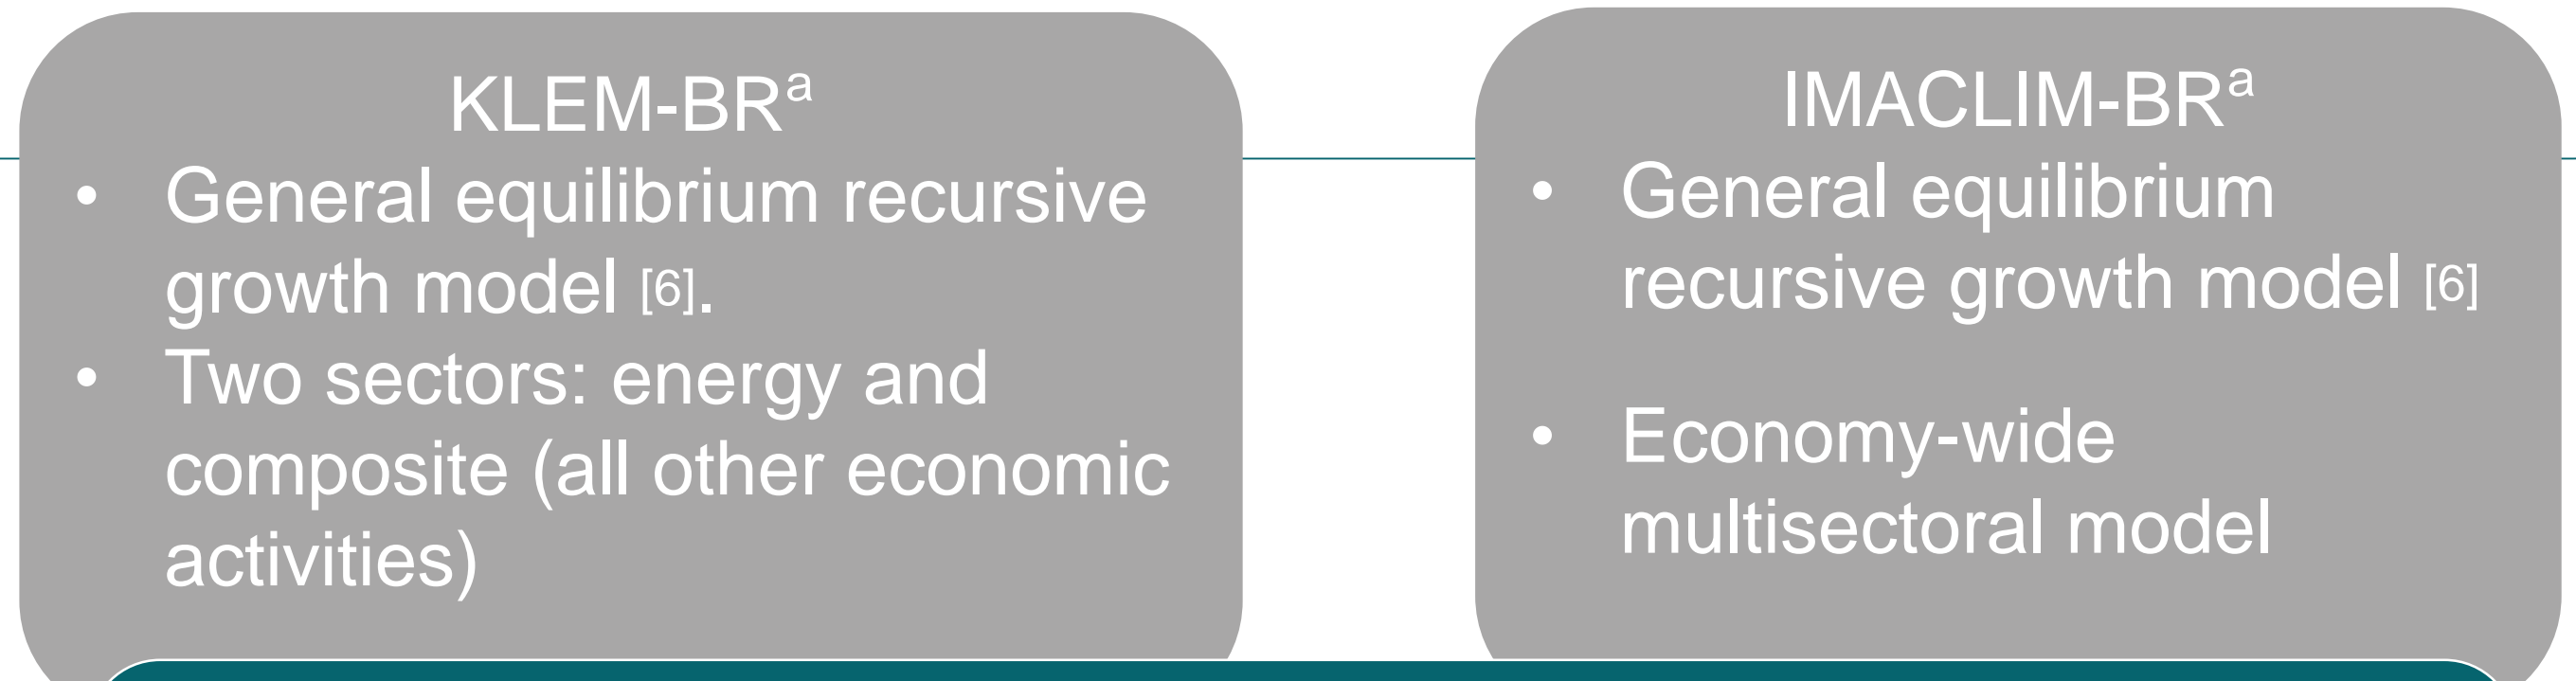 KLEM-BRᵃ
• General equilibrium recursive
growth model [6].
• Two sectors: energy and
composite (all other economic
activities)
IMACLIM-BRᵃ
• General equilibrium
recursive growth model [6]
• Economy-wide
multisectoral model